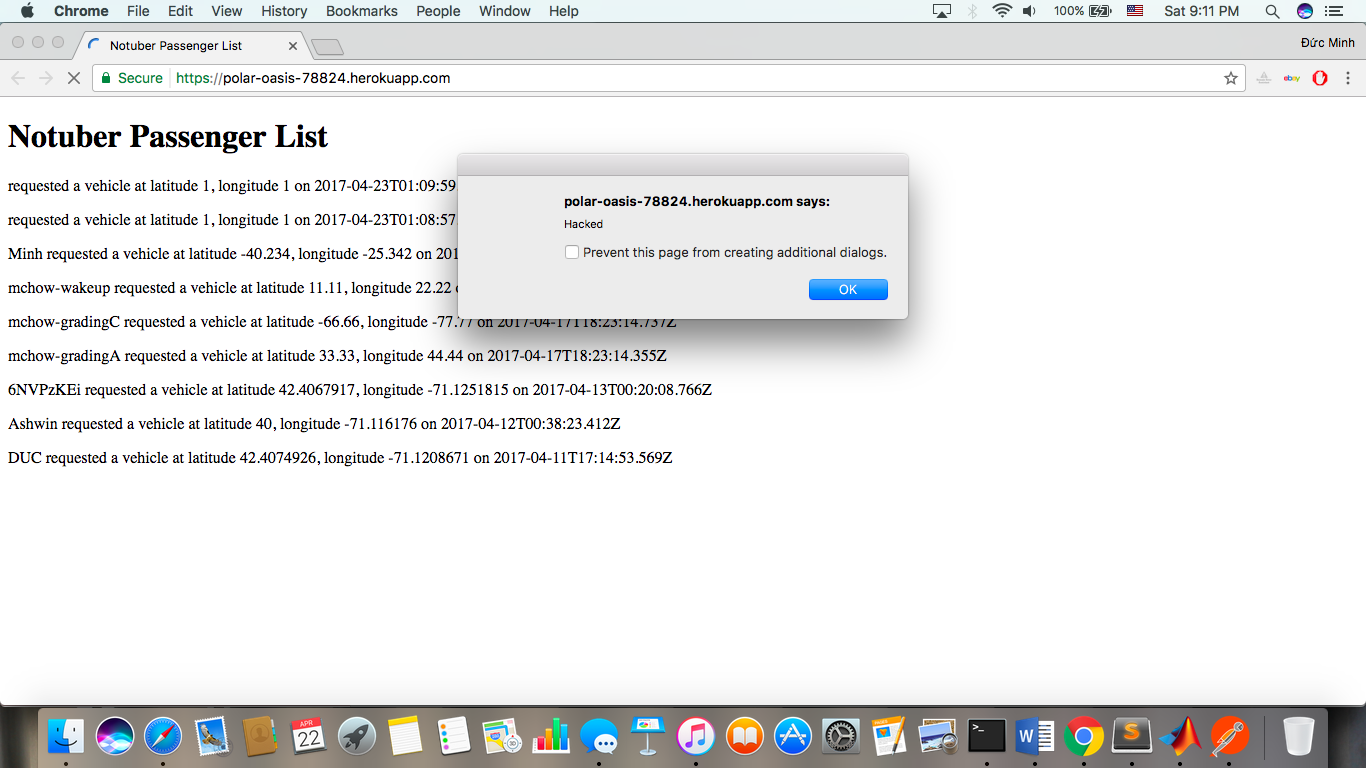 Chrome File Edit View History Bookmarks People Window Help 100% Sat 9:11 PM
Notuber Passenger List Đức Minh
Secure https://polar-oasis-78824.herokuapp.com ebay
Notuber Passenger List
requested a vehicle at latitude 1, longitude 1 on 2017-04-23T01:09:59
requested a vehicle at latitude 1, longitude 1 on 2017-04-23T01:08:57
Minh requested a vehicle at latitude -40.234, longitude -25.342 on 201
mchow-wakeup requested a vehicle at latitude 11.11, longitude 22.22
mchow-gradingC requested a vehicle at latitude -66.66, longitude -77.77 on 2017-04-17T18:23:14.737Z
mchow-gradingA requested a vehicle at latitude 33.33, longitude 44.44 on 2017-04-17T18:23:14.355Z
6NVPzKEi requested a vehicle at latitude 42.4067917, longitude -71.1251815 on 2017-04-13T00:20:08.766Z
Ashwin requested a vehicle at latitude 40, longitude -71.116176 on 2017-04-12T00:38:23.412Z
DUC requested a vehicle at latitude 42.4074926, longitude -71.1208671 on 2017-04-11T17:14:53.569Z
polar-oasis-78824.herokuapp.com says:
Hacked
Prevent this page from creating additional dialogs.
OK
APR
22
3D
PAGES
>_
W
S